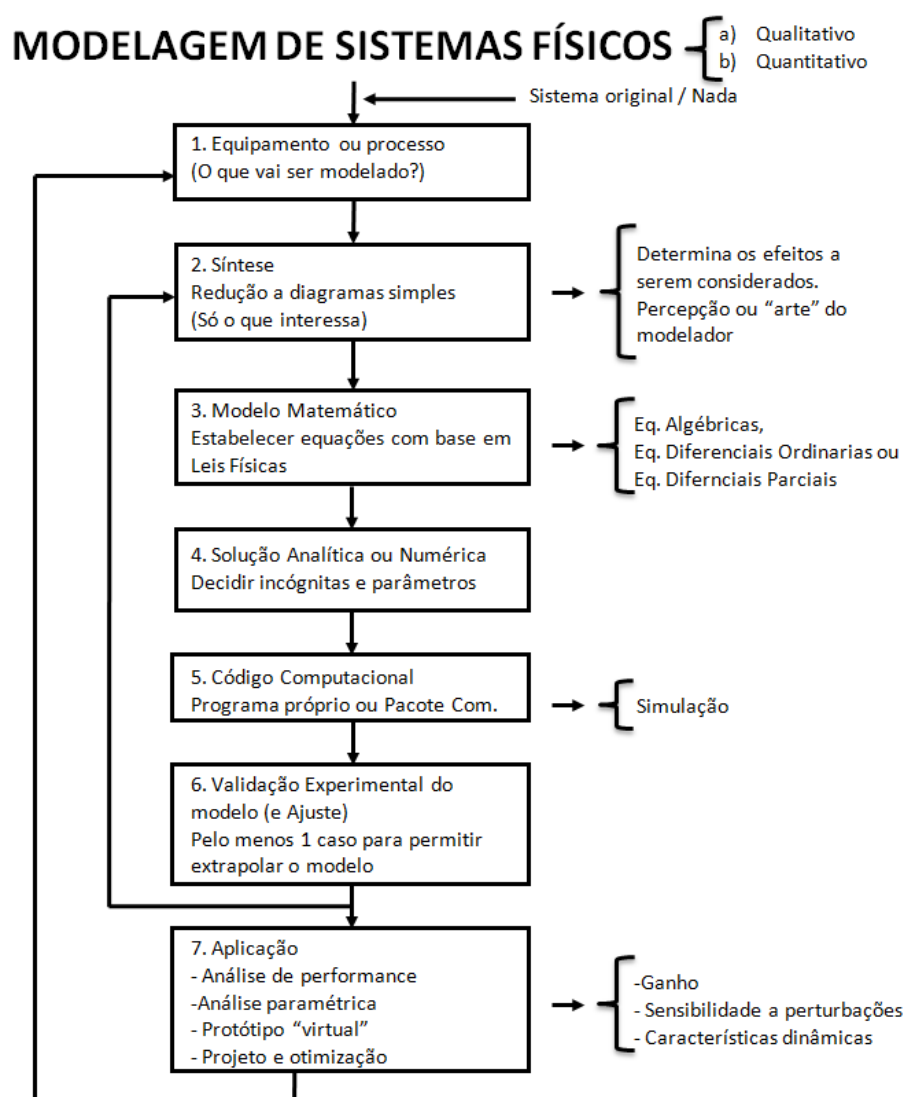 MODELAGEM DE SISTEMAS FÍSICOS
a) Qualitativo
b) Quantitativo
Sistema original / Nada
1. Equipamento ou processo
(O que vai ser modelado?)
2. Síntese
Redução a diagramas simples
(Só o que interessa)
Determina os efeitos a
serem considerados.
Percepção ou “arte” do
modelador
3. Modelo Matemático
Estabelecer equações com base em
Leis Físicas
Eq. Algébricas,
Eq. Diferenciais Ordinarias ou
Eq. Difernciais Parciais
4. Solução Analítica ou Numérica
Decidir incógnitas e parâmetros
5. Código Computacional
Programa próprio ou Pacote Com.
Simulação
6. Validação Experimental do
modelo (e Ajuste)
Pelo menos 1 caso para permitir
extrapolar o modelo
7. Aplicação
- Análise de performance
-Análise paramétrica
- Protótipo “virtual”
- Projeto e otimização
-Ganho
- Sensibilidade a perturbações
- Características dinâmicas